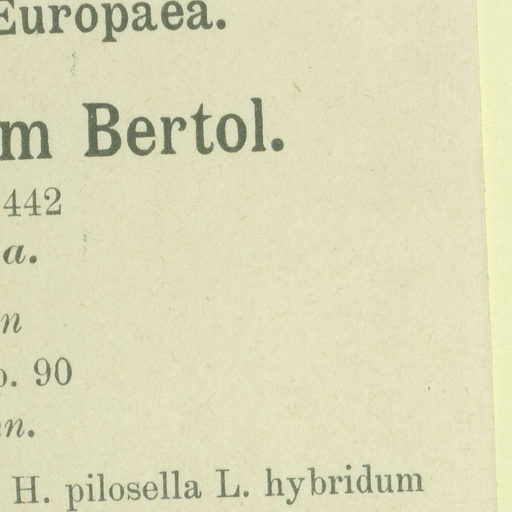 Europaea.
m Bertol.
442
a.
n
p. 90
n.
H. pilosella L. hybridum